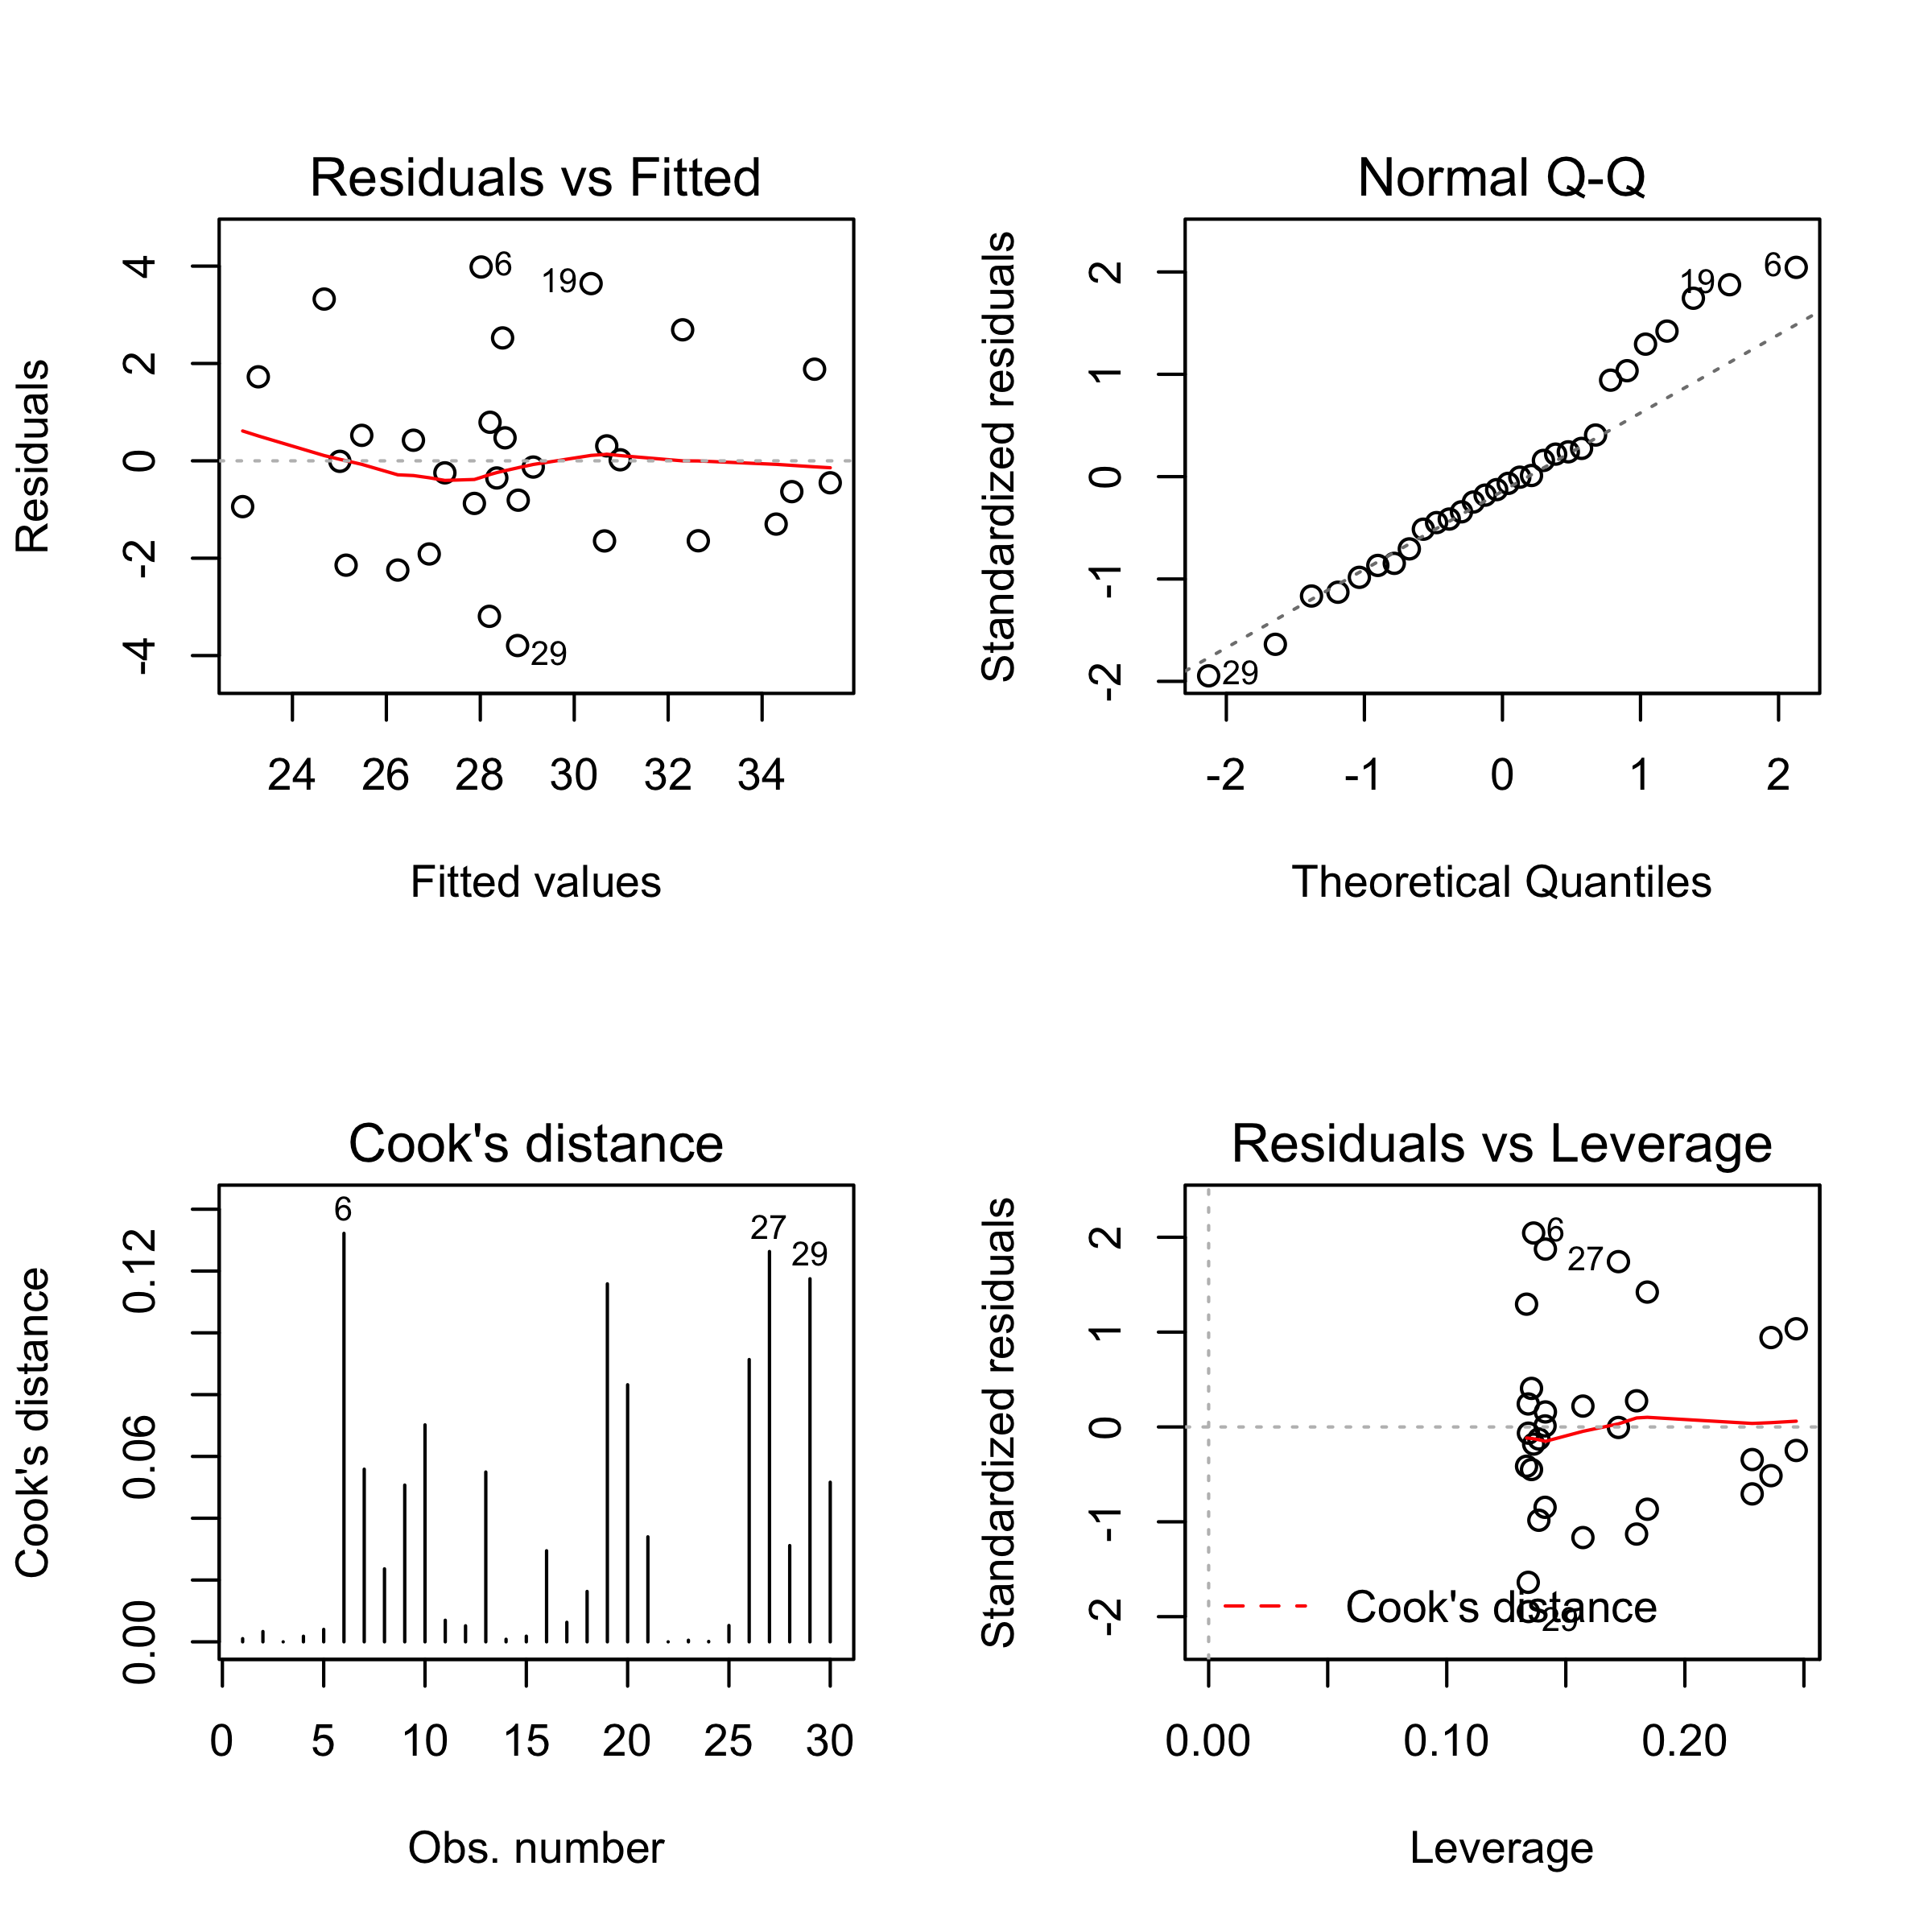 Residuals vs Fitted
Residuals
4
2
0
-2
-4
6
19
29
24 26 28 30 32 34
Fitted values
Normal Q-Q
Standardized residuals
2
1
0
-1
-2
19
6
29
-2 -1 0 1 2
Theoretical Quantiles
Cook's distance
Cook's distance
0.12
0.06
0.00
6
27
29
0 5 10 15 20 25 30
Obs. number
Residuals vs Leverage
Standardized residuals
2
1
0
-1
-2
6
27
Cook's distance
29
0.00 0.10 0.20
Leverage